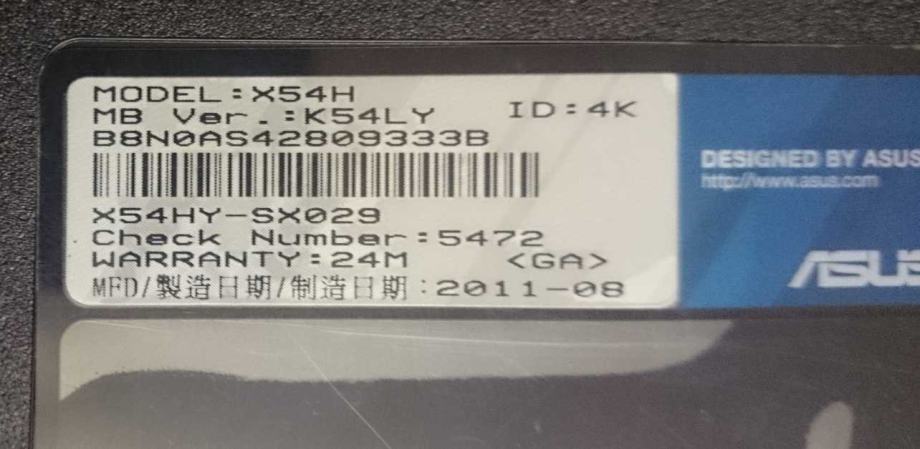 MODEL:X54H
MB Ver.:K54LY ID:4K
B8N0AS42809333B
X54HY-SX029
Check Number:5472
WARRANTY:24M <GA>
MFD/製造日期/制造日期:2011-08
DESIGNED BY ASUS
http://www.asus.com
ASUS